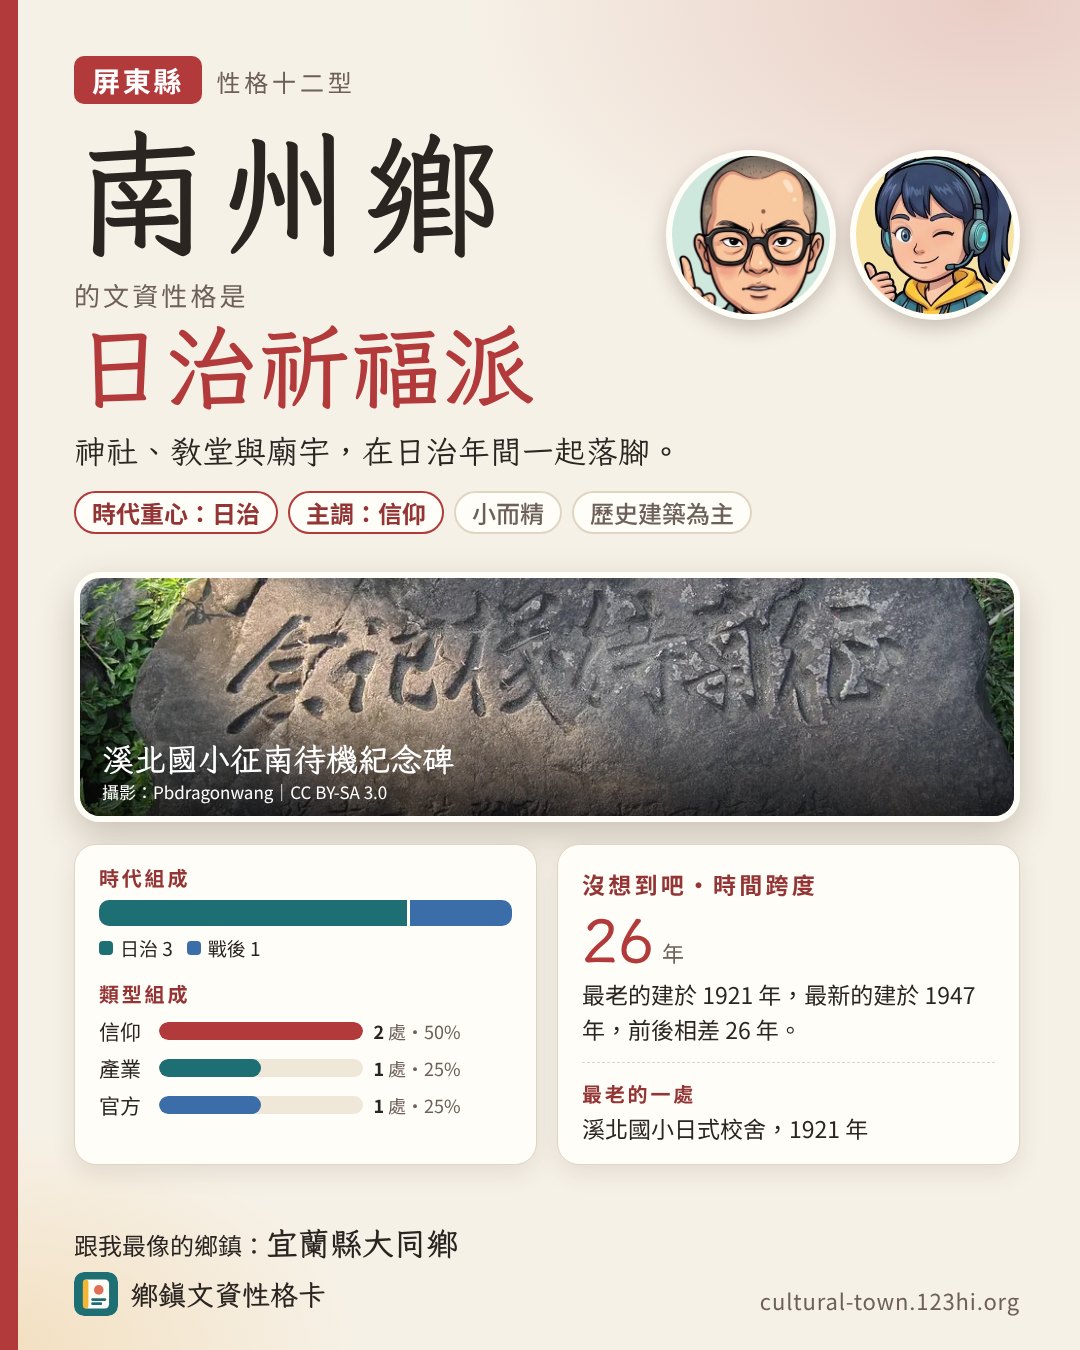 屏東縣 性格十二型
南州鄉
的文資性格是
日治祈福派
神社、教堂與廟宇，在日治年間一起落腳。
時代重心：日治 主調：信仰 小而精 歷史建築為主
念記機待南征
溪北國小征南待機紀念碑
攝影：Pbdragonwang｜CC BY-SA 3.0
時代組成
日治 3 戰後 1
類型組成
信仰 2 處・50%
產業 1 處・25%
官方 1 處・25%
沒想到吧・時間跨度
26 年
最老的建於 1921 年，最新的建於 1947
年，前後相差 26 年。
最老的一處
溪北國小日式校舍，1921 年
跟我最像的鄉鎮：宜蘭縣大同鄉
鄉鎮文資性格卡
cultural-town.123hi.org